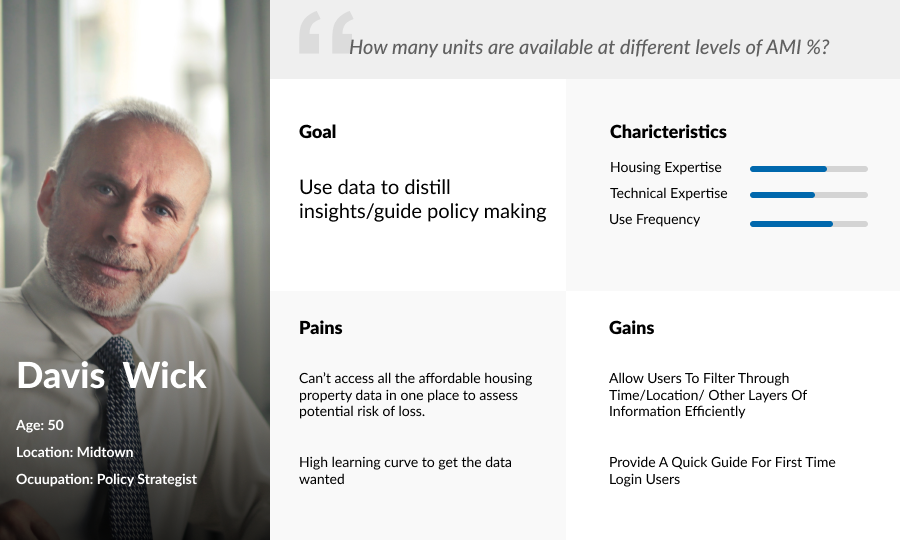 “
How many units are available at different levels of AMI %?
Davis Wick
Age: 50
Location: Midtown
Ocuupation: Policy Strategist
Goal
Use data to distill
insights/guide policy making
Charicteristics
Housing Expertise
Technical Expertise
Use Frequency
Pains
Can’t access all the affordable housing
property data in one place to assess
potential risk of loss.
High learning curve to get the data
wanted
Gains
Allow Users To Filter Through
Time/Location/ Other Layers Of
Information Efficiently
Provide A Quick Guide For First Time
Login Users